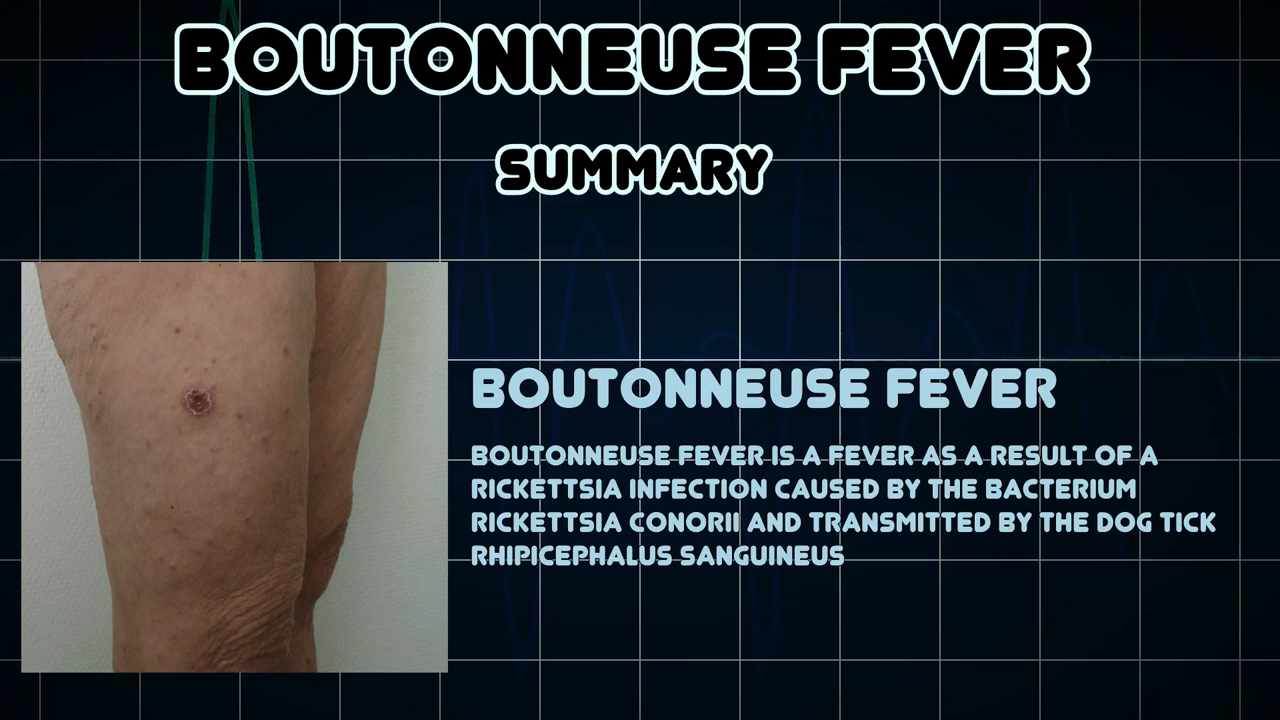 BOUTONNEUSE FEVER
SUMMARY
BOUTONNEUSE FEVER
BOUTONNEUSE FEVER IS A FEVER AS A RESULT OF A
RICKETTSIA INFECTION CAUSED BY THE BACTERIUM
RICKETTSIA CONORII AND TRANSMITTED BY THE DOG TICK
RHIPICEPHALUS SANGUINEUS